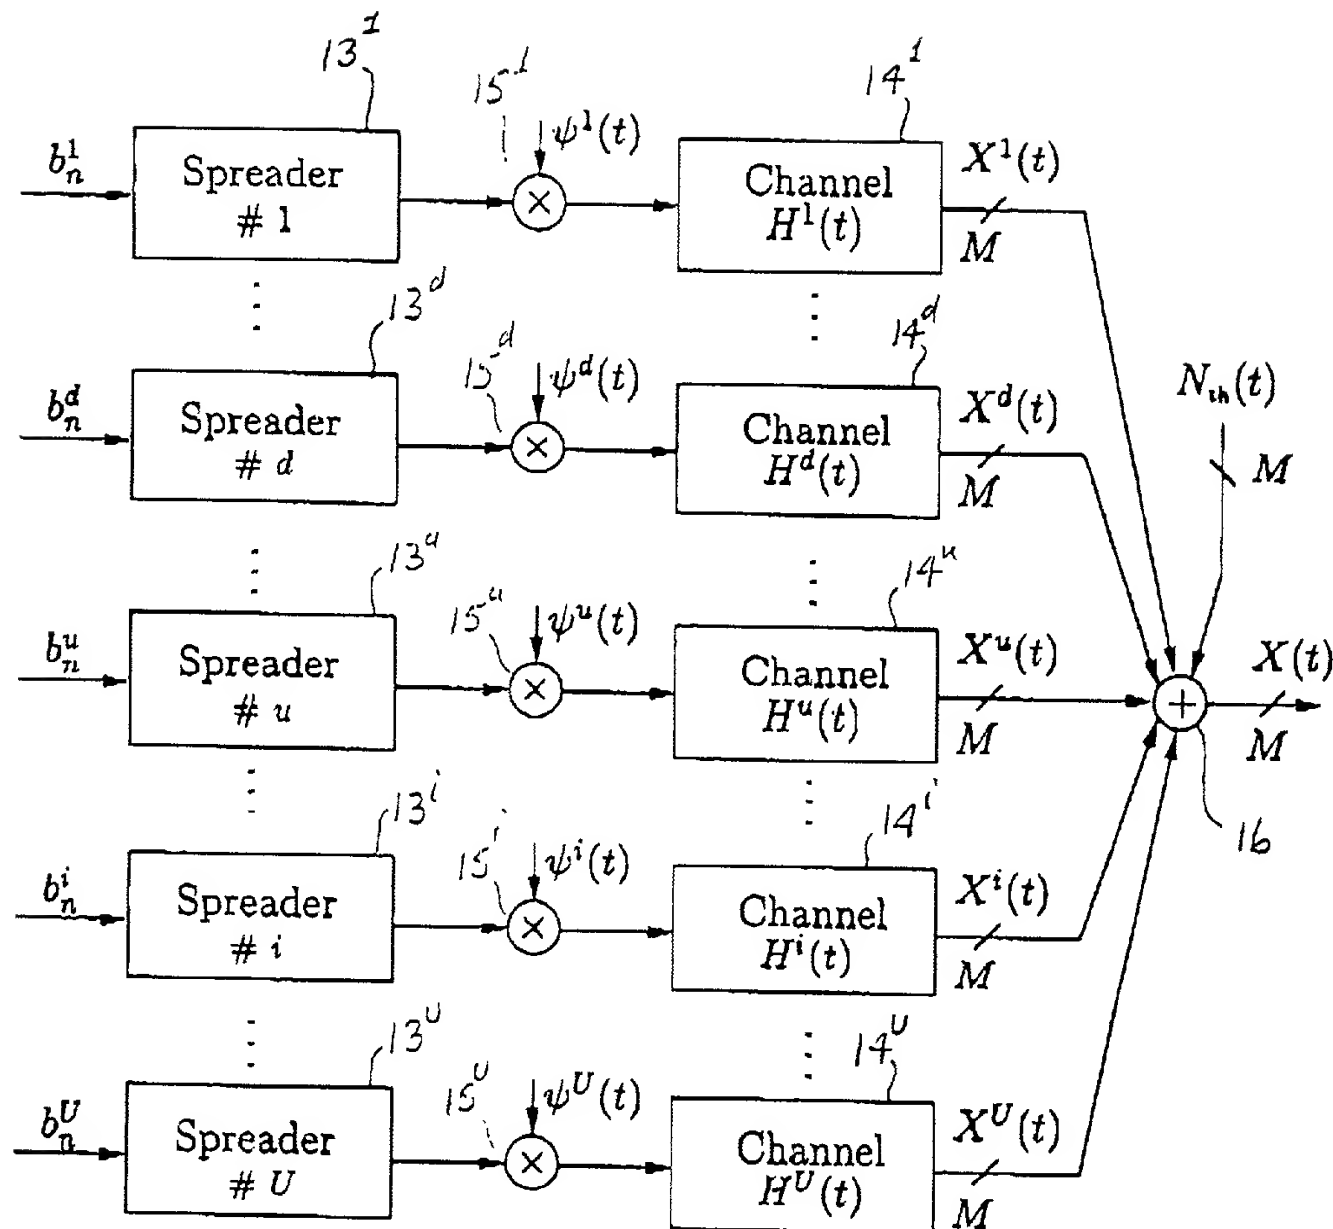 13^1
15^1
14^1
b_n^1
Spreader
# 1
ψ^1(t)
Channel
H^1(t)
X^1(t)
M
13^d
15^d
14^d
b_n^d
Spreader
# d
ψ^d(t)
Channel
H^d(t)
X^d(t)
M
N_th(t)
M
13^u
15^u
14^u
b_n^u
Spreader
# u
ψ^u(t)
Channel
H^u(t)
X^u(t)
M
X(t)
M
16
13^i
15^i
14^i
b_n^i
Spreader
# i
ψ^i(t)
Channel
H^i(t)
X^i(t)
M
13^U
15^U
14^U
b_n^U
Spreader
# U
ψ^U(t)
Channel
H^U(t)
X^U(t)
M